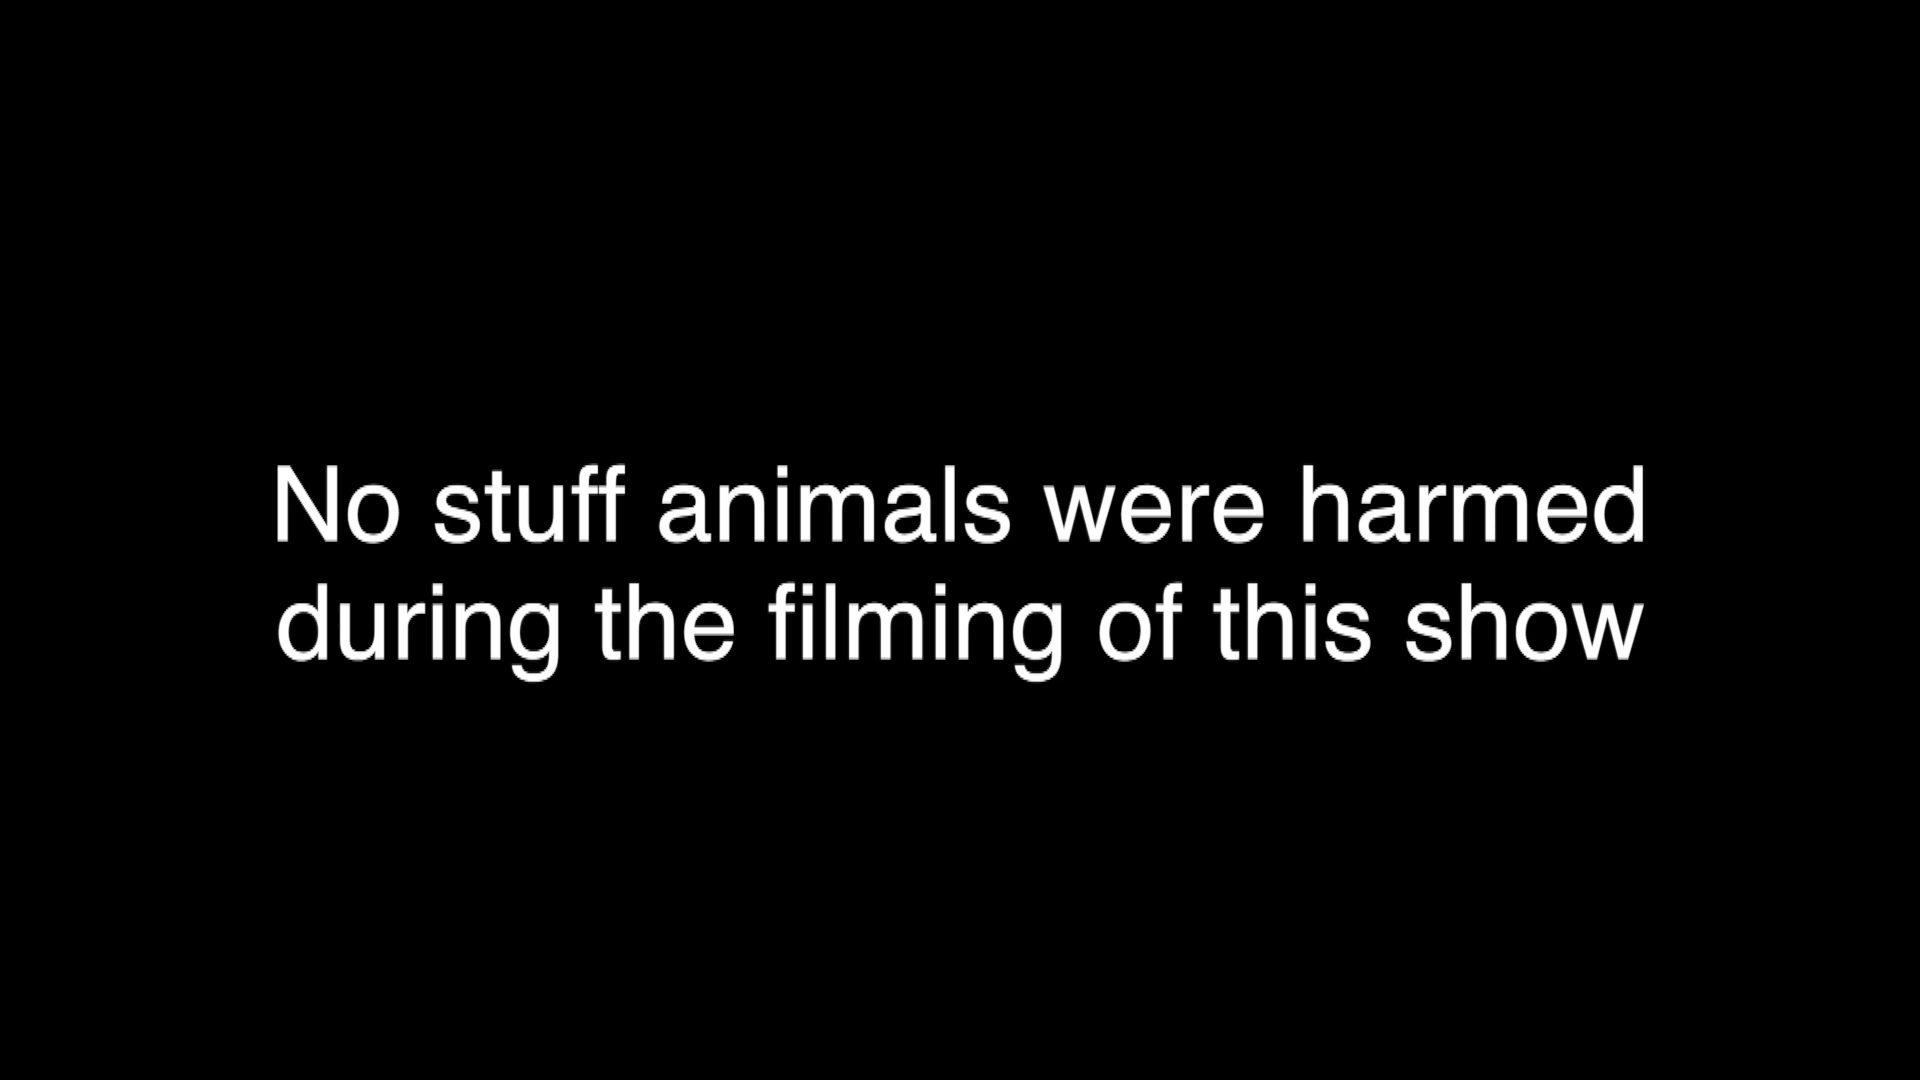 No stuff animals were harmed
during the filming of this show